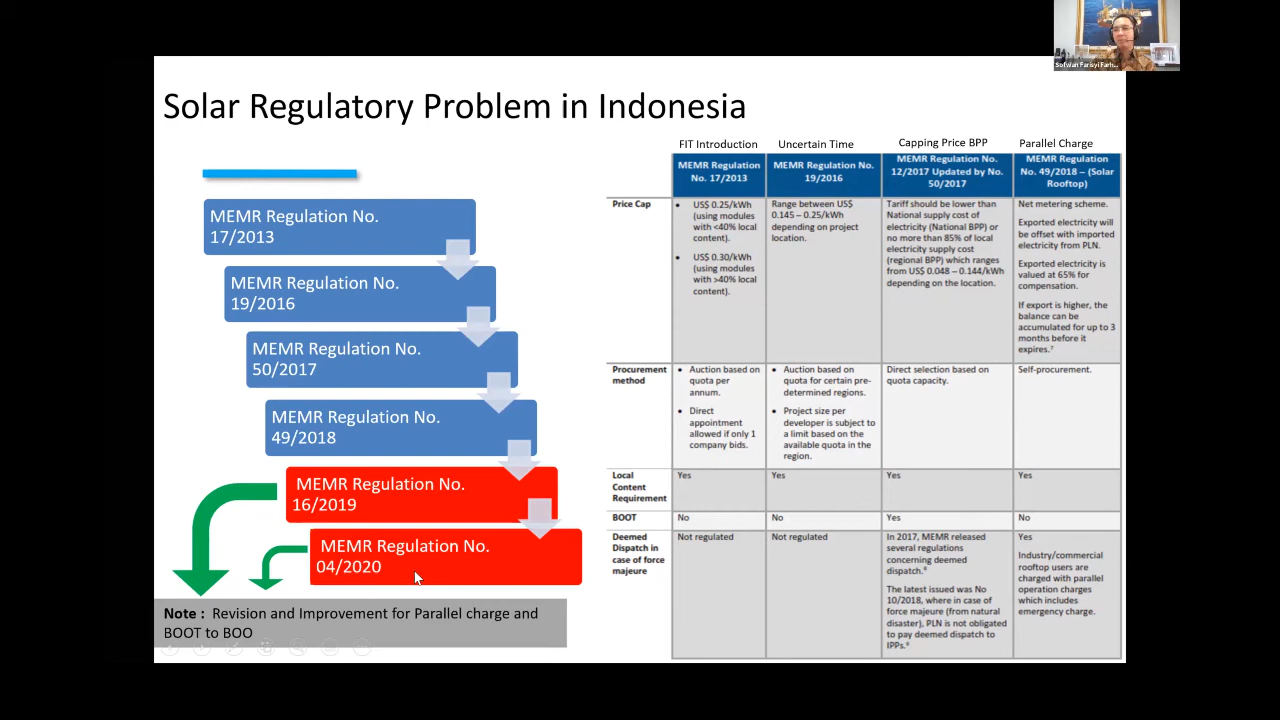 Sofwan Farisyi Farh...
Solar Regulatory Problem in Indonesia
MEMR Regulation No.
17/2013
MEMR Regulation No.
19/2016
MEMR Regulation No.
50/2017
MEMR Regulation No.
49/2018
MEMR Regulation No.
16/2019
MEMR Regulation No.
04/2020
Note : Revision and Improvement for Parallel charge and
BOOT to BOO
FIT Introduction
Uncertain Time
Capping Price BPP
Parallel Charge
MEMR Regulation
No. 17/2013
MEMR Regulation No.
19/2016
MEMR Regulation No.
12/2017 Updated by No.
50/2017
MEMR Regulation
No. 49/2018 – (Solar
Rooftop)
Price Cap
• US$ 0.25/kWh
(using modules
with <40% local
content).
• US$ 0.30/kWh
(using modules
with >40% local
content).
Range between US$
0.145 – 0.25/kWh
depending on project
location.
Tariff should be lower than
National supply cost of
electricity (National BPP) or
no more than 85% of local
electricity supply cost
(regional BPP) which ranges
from US$ 0.048 – 0.144/kWh
depending on the location.
Net metering scheme.
Exported electricity will
be offset with imported
electricity from PLN.
Exported electricity is
valued at 65% for
compensation.
If export is higher, the
balance can be
accumulated for up to 3
months before it
expires.⁷
Procurement
method
• Auction based on
quota per
annum.
• Direct
appointment
allowed if only 1
company bids.
• Auction based on
quota for certain pre-
determined regions.
• Project size per
developer is subject to
a limit based on the
available quota in the
region.
Direct selection based on
quota capacity.
Self-procurement.
Local
Content
Requirement
Yes
Yes
Yes
Yes
BOOT
No
No
Yes
No
Deemed
Dispatch in
case of force
majeure
Not regulated
Not regulated
In 2017, MEMR released
several regulations
concerning deemed
dispatch.⁸
The latest issued was No
10/2018, where in case of
force majeure (from natural
disaster), PLN is not obligated
to pay deemed dispatch to
IPPs.⁹
Yes
Industry/commercial
rooftop users are
charged with parallel
operation charges
which includes
emergency charge.